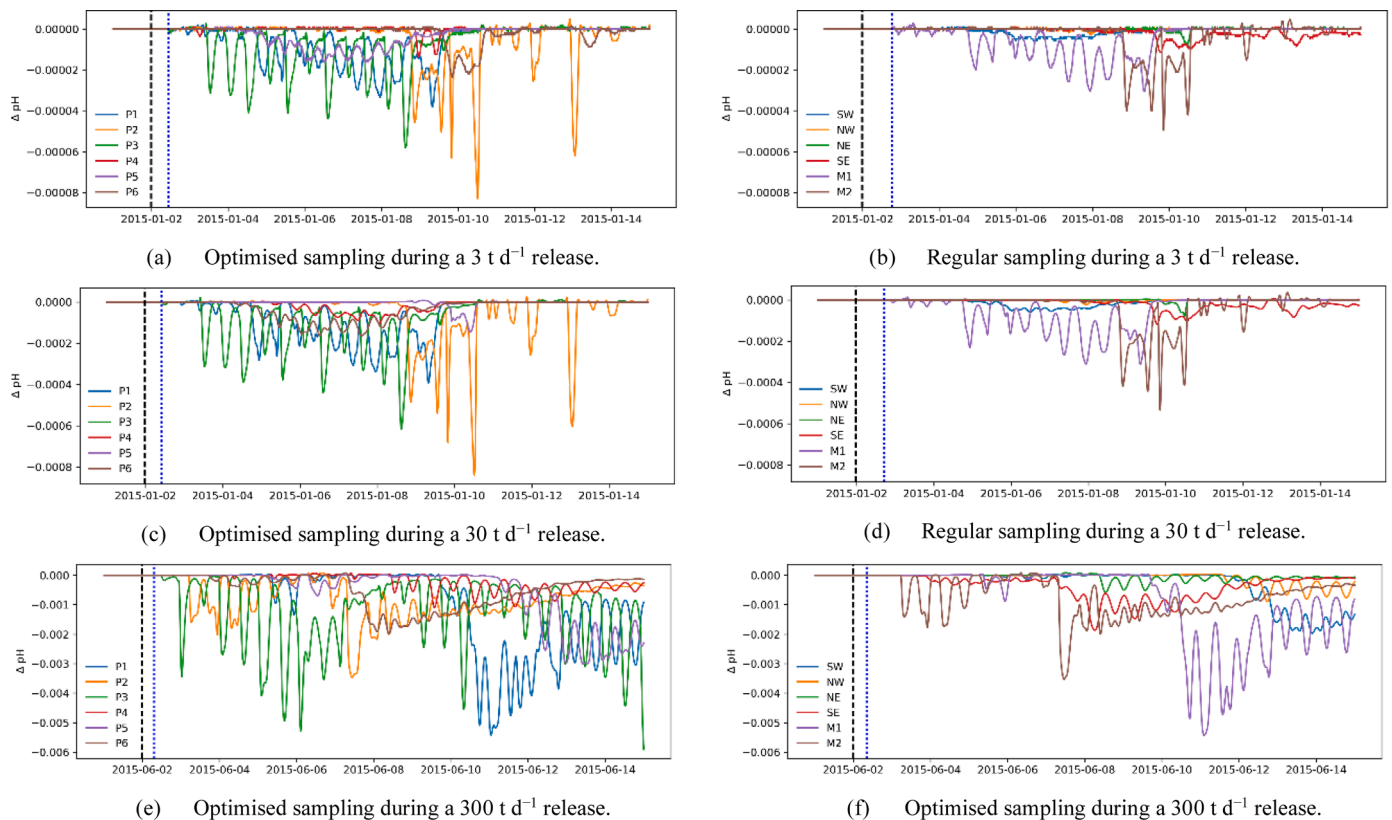 0.00000
−0.00002
−0.00004
−0.00006
−0.00008
Δ pH
P1
P2
P3
P4
P5
P6
2015-01-02 2015-01-04 2015-01-06 2015-01-08 2015-01-10 2015-01-12 2015-01-14
(a) Optimised sampling during a 3 t d⁻¹ release.
0.00000
−0.00002
−0.00004
−0.00006
−0.00008
Δ pH
SW
NW
NE
SE
M1
M2
2015-01-02 2015-01-04 2015-01-06 2015-01-08 2015-01-10 2015-01-12 2015-01-14
(b) Regular sampling during a 3 t d⁻¹ release.
0.0000
−0.0002
−0.0004
−0.0006
−0.0008
Δ pH
P1
P2
P3
P4
P5
P6
2015-01-02 2015-01-04 2015-01-06 2015-01-08 2015-01-10 2015-01-12 2015-01-14
(c) Optimised sampling during a 30 t d⁻¹ release.
0.0000
−0.0002
−0.0004
−0.0006
−0.0008
Δ pH
SW
NW
NE
SE
M1
M2
2015-01-02 2015-01-04 2015-01-06 2015-01-08 2015-01-10 2015-01-12 2015-01-14
(d) Regular sampling during a 30 t d⁻¹ release.
0.000
−0.001
−0.002
−0.003
−0.004
−0.005
−0.006
Δ pH
P1
P2
P3
P4
P5
P6
2015-06-02 2015-06-04 2015-06-06 2015-06-08 2015-06-10 2015-06-12 2015-06-14
(e) Optimised sampling during a 300 t d⁻¹ release.
0.000
−0.001
−0.002
−0.003
−0.004
−0.005
−0.006
Δ pH
SW
NW
NE
SE
M1
M2
2015-06-02 2015-06-04 2015-06-06 2015-06-08 2015-06-10 2015-06-12 2015-06-14
(f) Optimised sampling during a 300 t d⁻¹ release.